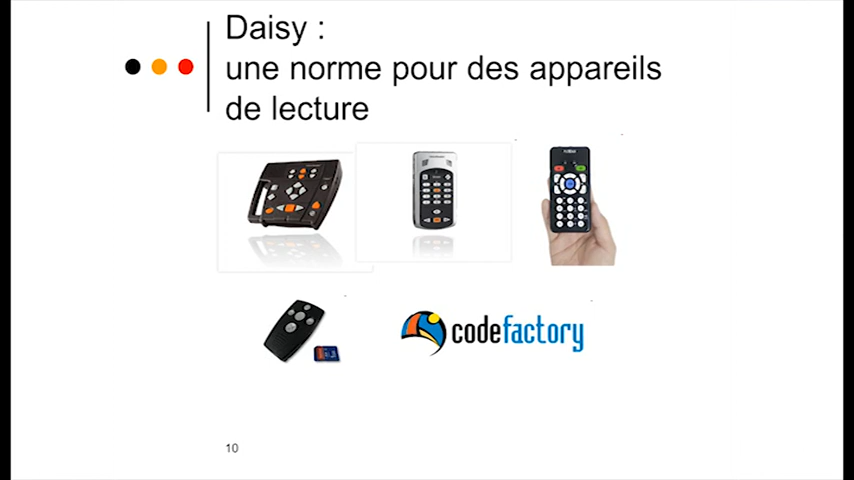 Daisy :
une norme pour des appareils
de lecture
codefactory
10